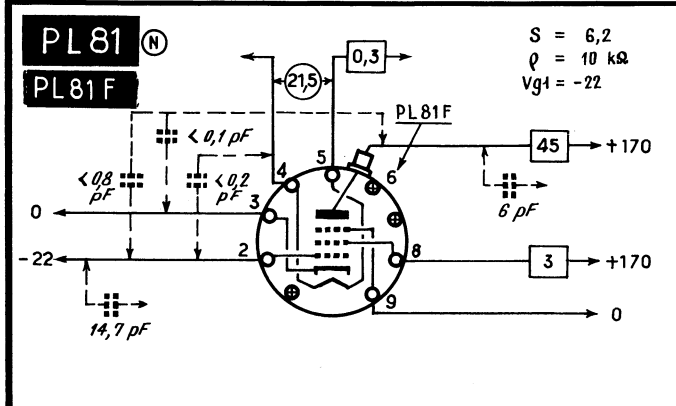 PL81 N
PL81F
21,5
0,3
S = 6,2
ρ = 10 kΩ
Vg1 = -22
PL81F
< 0,1 pF
45 +170
< 0,8 pF
< 0,2 pF
4
5
6
6 pF
0
3
-22
2
8
3 +170
14,7 pF
9
0